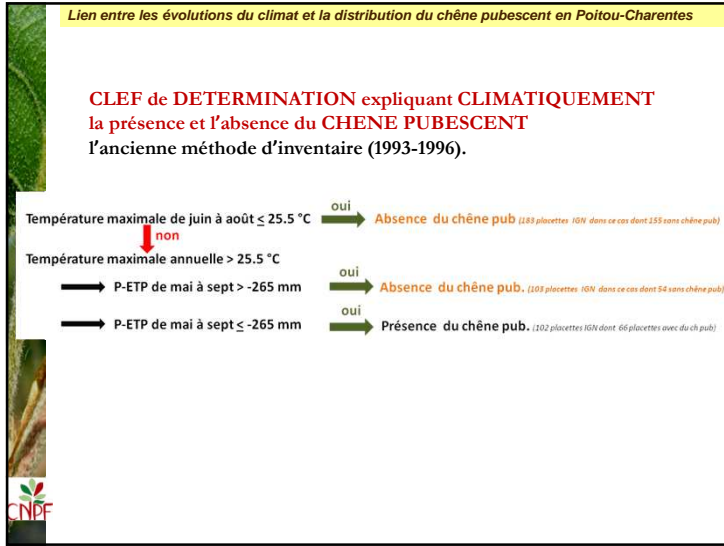 Lien entre les évolutions du climat et la distribution du chêne pubescent en Poitou-Charentes
CLEF de DETERMINATION expliquant CLIMATIQUEMENT
la présence et l'absence du CHENE PUBESCENT
l'ancienne méthode d'inventaire (1993-1996).
Température maximale de juin à août ≤ 25.5 °C oui Absence du chêne pub (183 placettes IGN dans ce cas dont 155 sans chêne pub)
non
Température maximale annuelle > 25.5 °C
P-ETP de mai à sept > -265 mm oui Absence du chêne pub. (103 placettes IGN dans ce cas dont 54 sans chêne pub)
P-ETP de mai à sept ≤ -265 mm oui Présence du chêne pub. (102 placettes IGN dont 66 placettes avec du ch pub)
CNPF